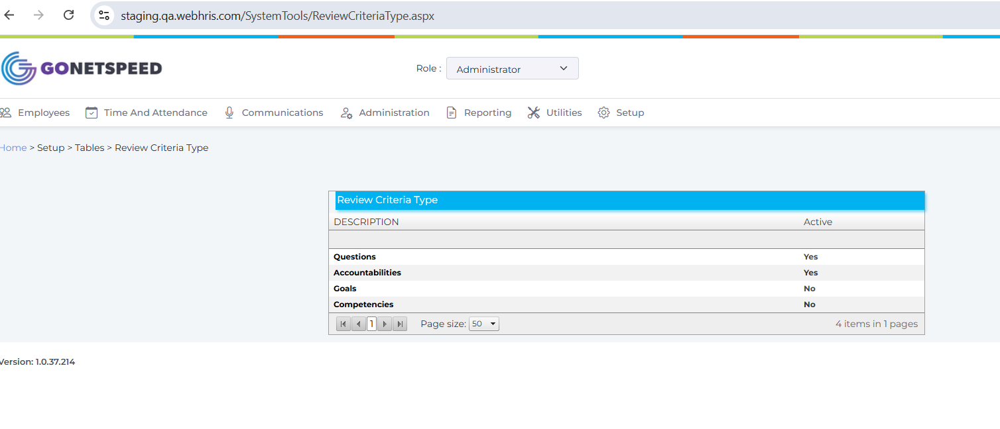 staging.qa.webhris.com/SystemTools/ReviewCriteriaType.aspx
GONETSPEED
Role : Administrator
Employees Time And Attendance Communications Administration Reporting Utilities Setup
Home > Setup > Tables > Review Criteria Type
Review Criteria Type
DESCRIPTION Active
Questions Yes
Accountabilities Yes
Goals No
Competencies No
1 Page size: 50 4 items in 1 pages
Version: 1.0.37.214